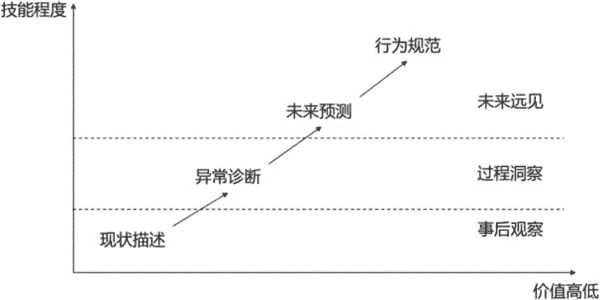 技能程度
行为规范
未来预测
未来远见
异常诊断
过程洞察
现状描述
事后观察
价值高低